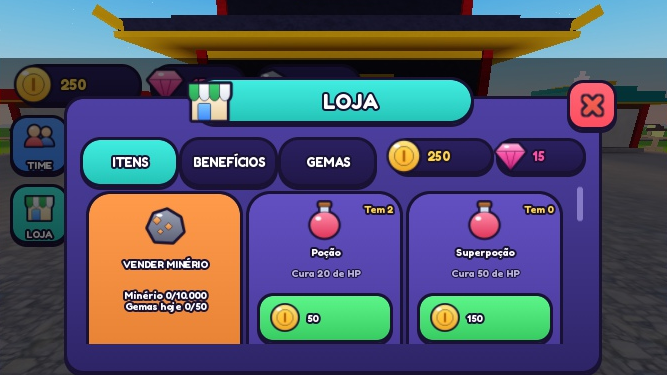 250
LOJA
TIME
LOJA
ITENS
BENEFÍCIOS
GEMAS
250
15
VENDER MINÉRIO
Minério 0/10.000
Gemas hoje 0/50
Tem 2
Poção
Cura 20 de HP
50
Tem 0
Superpoção
Cura 50 de HP
150